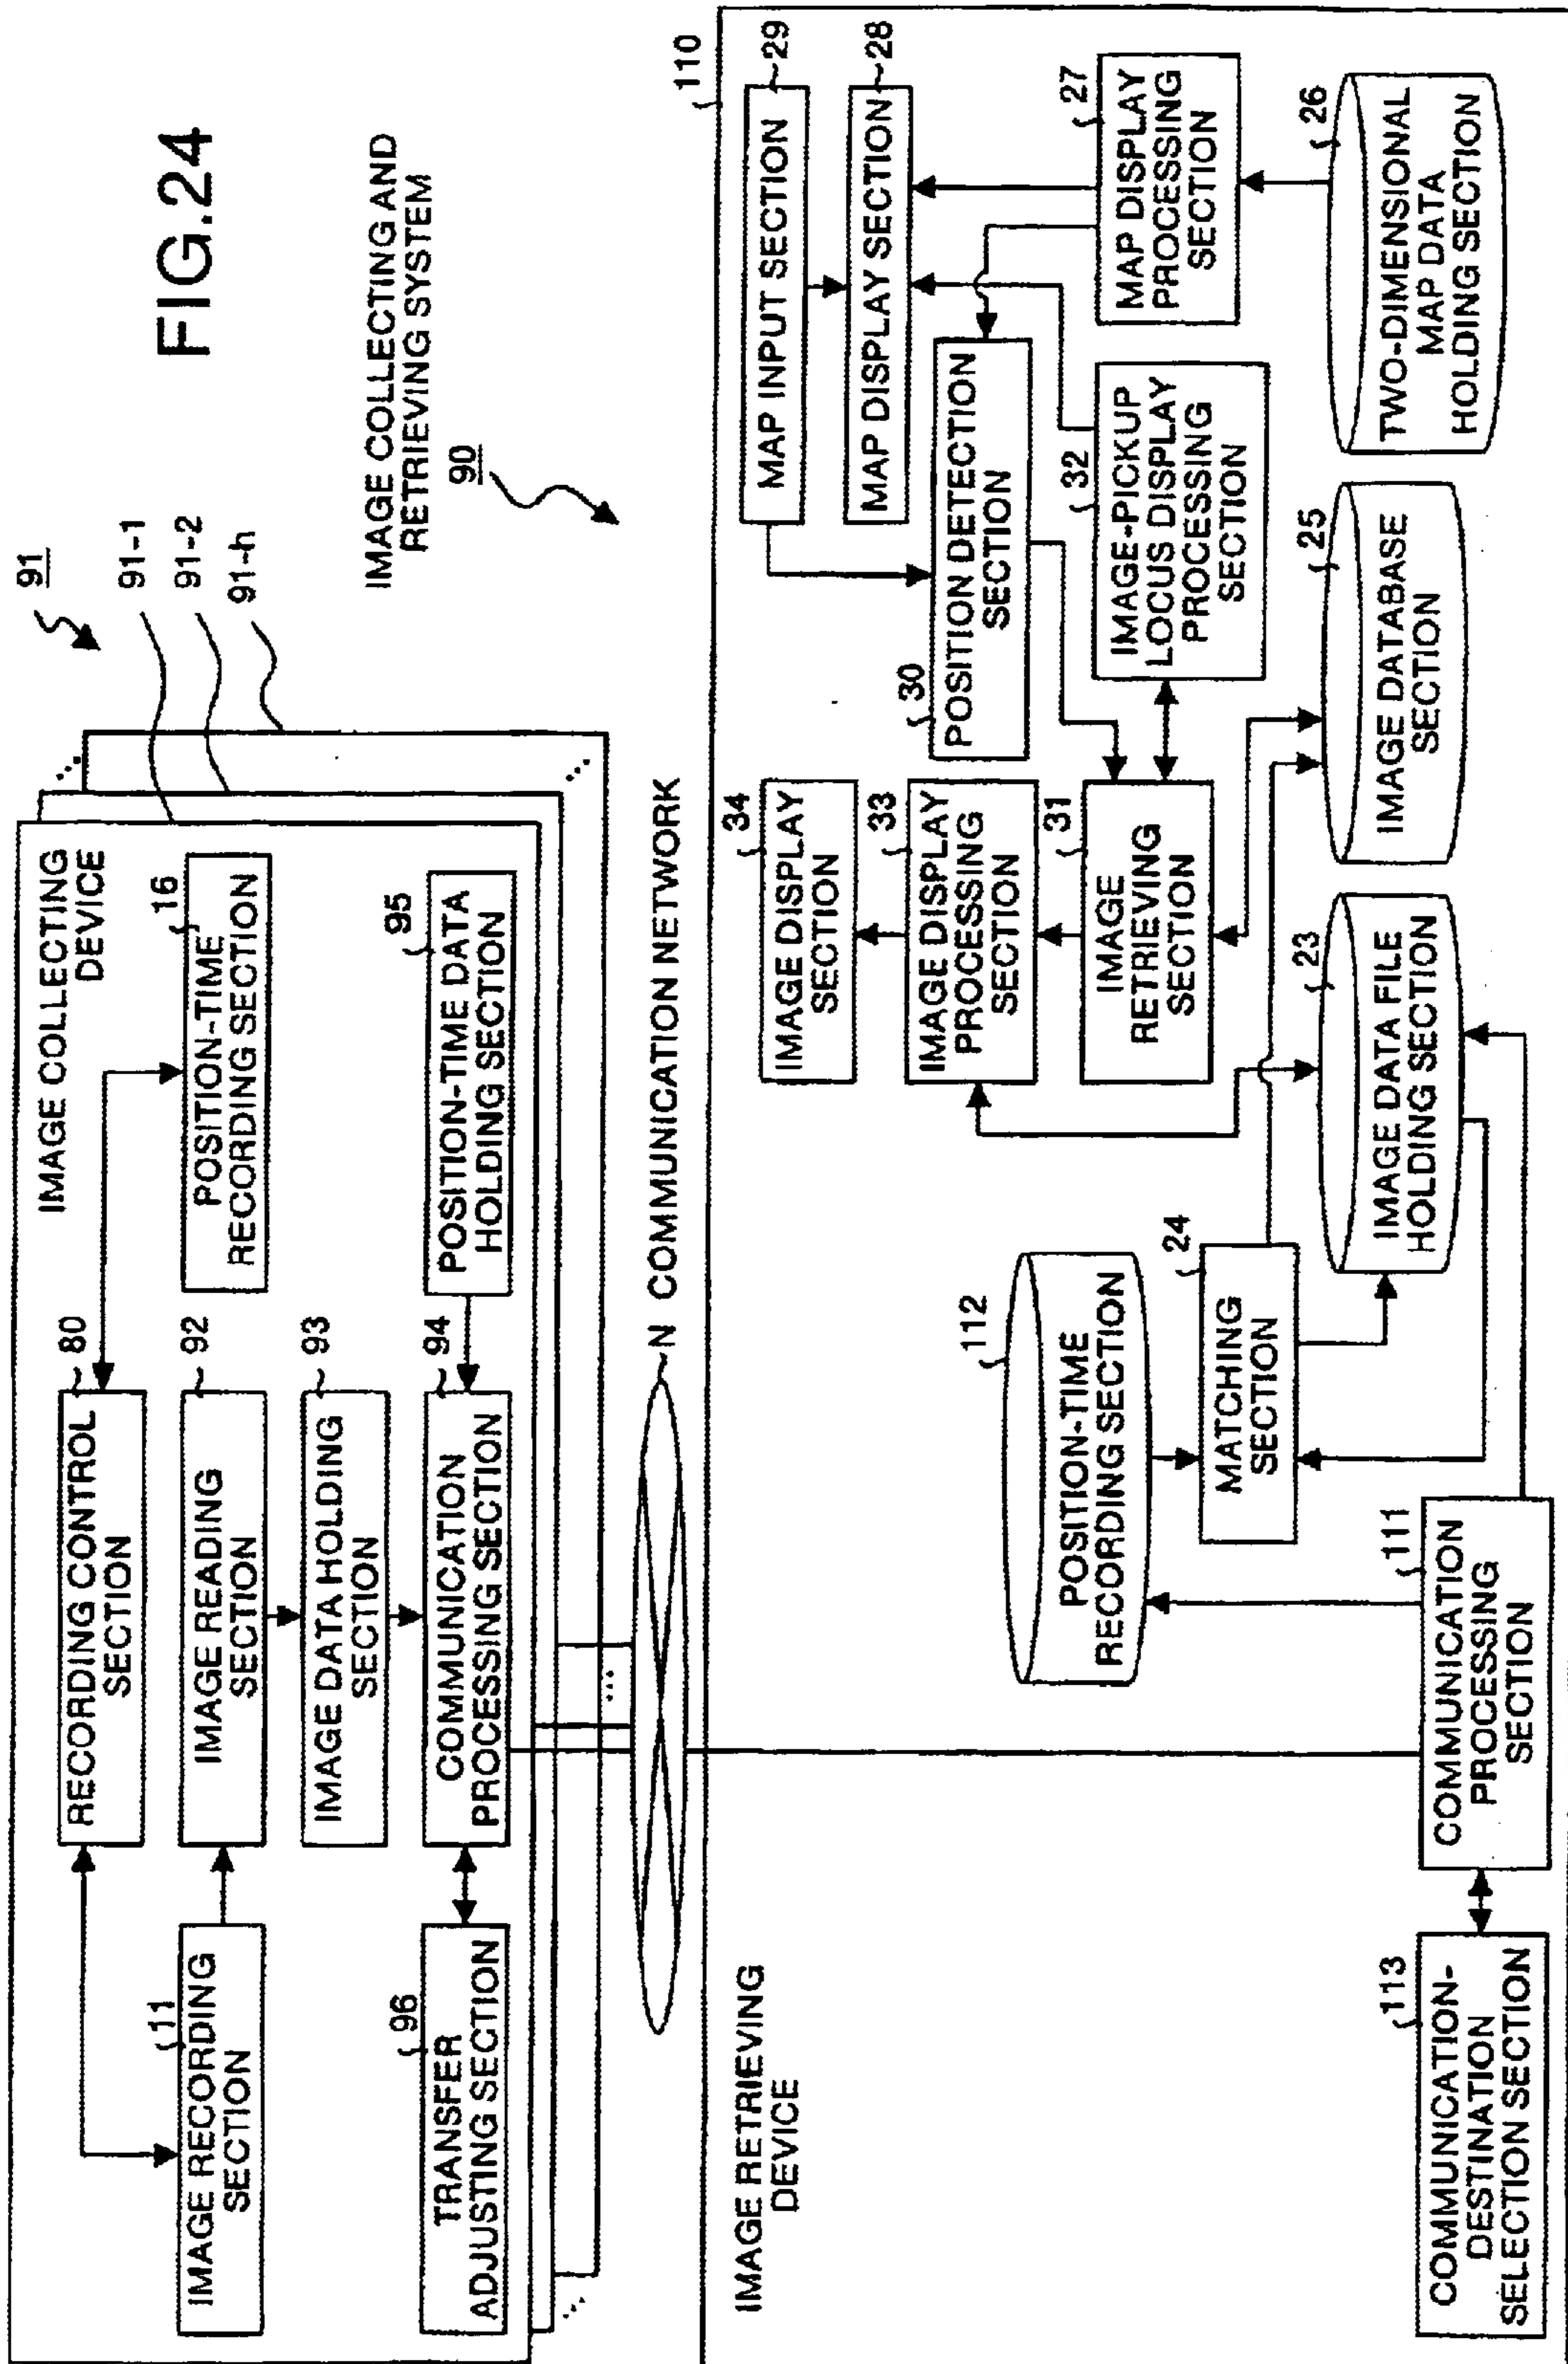 FIG.24
IMAGE COLLECTING AND
RETRIEVING SYSTEM
90
91
91-1
91-2
91-h
IMAGE COLLECTING
DEVICE
80
RECORDING CONTROL
SECTION
16
POSITION-TIME
RECORDING SECTION
11
IMAGE RECORDING
SECTION
92
IMAGE READING
SECTION
93
IMAGE DATA HOLDING
SECTION
96
TRANSFER
ADJUSTING SECTION
94
COMMUNICATION
PROCESSING SECTION
95
POSITION-TIME DATA
HOLDING SECTION
...
...
...
...
N COMMUNICATION NETWORK
110
IMAGE RETRIEVING
DEVICE
29
MAP INPUT SECTION
28
MAP DISPLAY SECTION
34
IMAGE DISPLAY
SECTION
33
IMAGE DISPLAY
PROCESSING
SECTION
30
POSITION DETECTION
SECTION
31
IMAGE
RETRIEVING
SECTION
32
IMAGE-PICKUP
LOCUS DISPLAY
PROCESSING
SECTION
27
MAP DISPLAY
PROCESSING
SECTION
112
POSITION-TIME
RECORDING SECTION
24
MATCHING
SECTION
23
IMAGE DATA FILE
HOLDING SECTION
25
IMAGE DATABASE
SECTION
26
TWO-DIMENSIONAL
MAP DATA
HOLDING SECTION
113
COMMUNICATION-
DESTINATION
SELECTION SECTION
111
COMMUNICATION
PROCESSING
SECTION